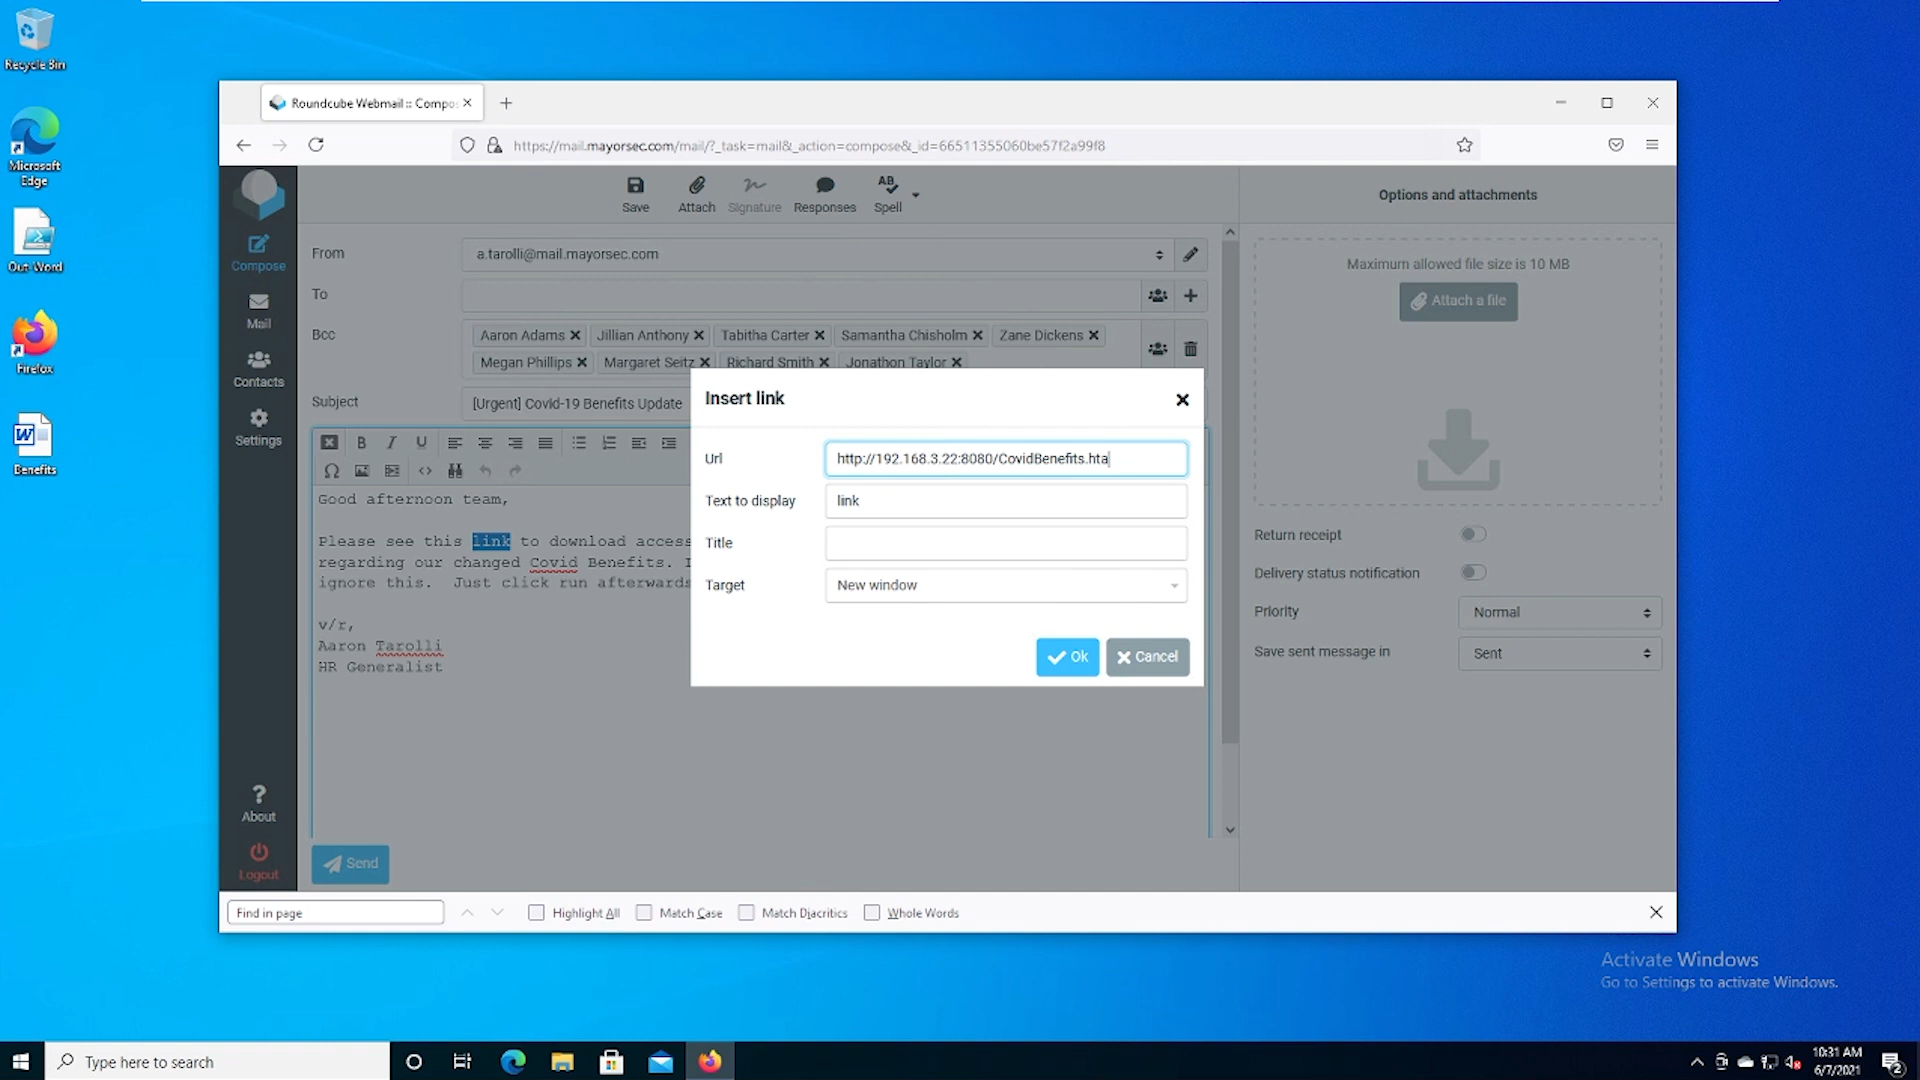 Recycle Bin
Microsoft
Edge
Out-Word
Firefox
Benefits
Roundcube Webmail :: Compo
https://mail.mayorsec.com/mail/?_task=mail&_action=compose&_id=66511355060be57f2a99f8
Compose
Mail
Contacts
Settings
About
Logout
Save
Attach
Signature
Responses
Spell
From
a.tarolli@mail.mayorsec.com
To
Bcc
Aaron Adams
Jillian Anthony
Tabitha Carter
Samantha Chisholm
Zane Dickens
Megan Phillips
Margaret Seitz
Richard Smith
Jonathon Taylor
Subject
[Urgent] Covid-19 Benefits Update
Good afternoon team,
Please see this link to download access
regarding our changed Covid Benefits.
ignore this.  Just click run afterwards
v/r,
Aaron Tarolli
HR Generalist
Send
Insert link
Url
http://192.168.3.22:8080/CovidBenefits.hta
Text to display
link
Title
Target
New window
Ok
Cancel
Options and attachments
Maximum allowed file size is 10 MB
Attach a file
Return receipt
Delivery status notification
Priority
Normal
Save sent message in
Sent
Find in page
Highlight All
Match Case
Match Diacritics
Whole Words
Activate Windows
Go to Settings to activate Windows.
Type here to search
10:31 AM
6/7/2021
2